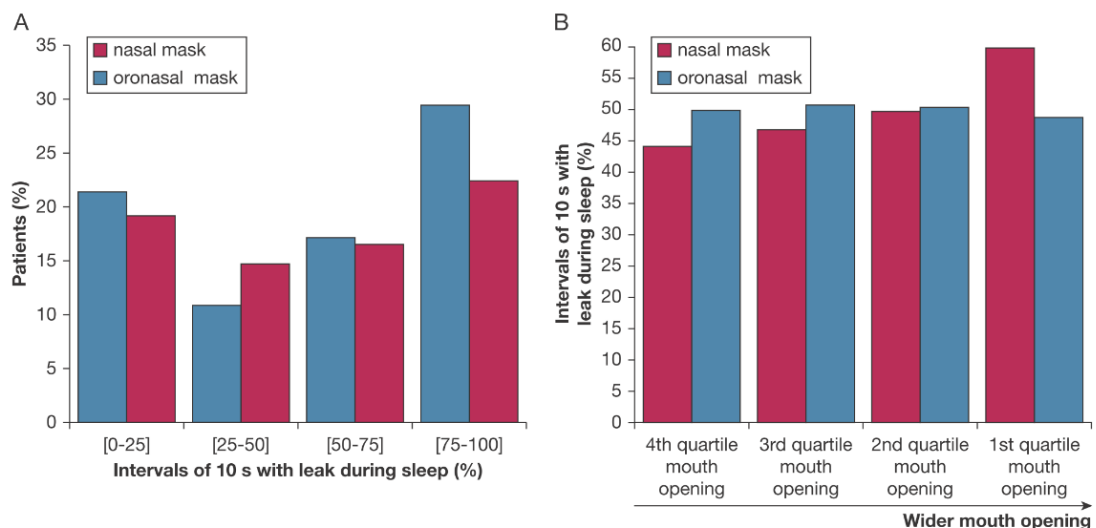 A
35
30
25
20
15
10
5
0
Patients (%)
nasal mask
oronasal mask
[0-25]
[25-50]
[50-75]
[75-100]
Intervals of 10 s with leak during sleep (%)
B
60
55
50
45
40
50
30
25
20
15
50
10
5
0
Intervals of 10 s with
leak during sleep (%)
nasal mask
oronasal mask
4th quartile
mouth
opening
3rd quartile
mouth
opening
2nd quartile
mouth
opening
1st quartile
mouth
opening
Wider mouth opening